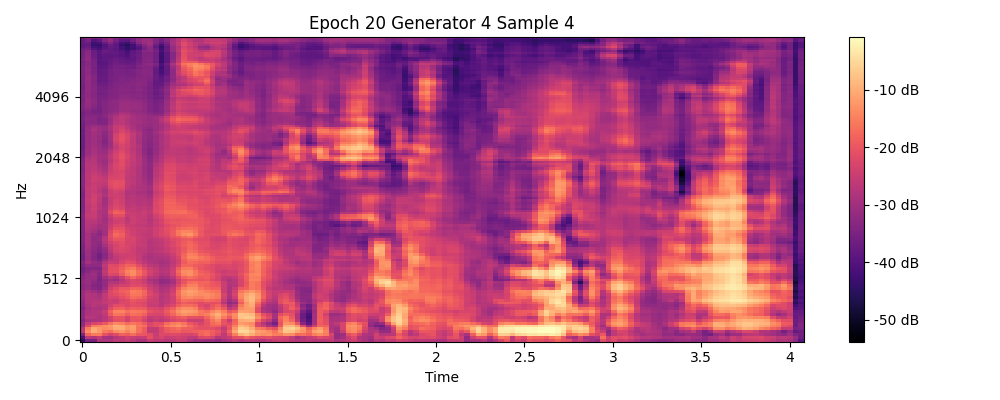 Epoch 20 Generator 4 Sample 4
Hz
4096
2048
1024
512
0
0 0.5 1 1.5 2 2.5 3 3.5 4
Time
-10 dB
-20 dB
-30 dB
-40 dB
-50 dB